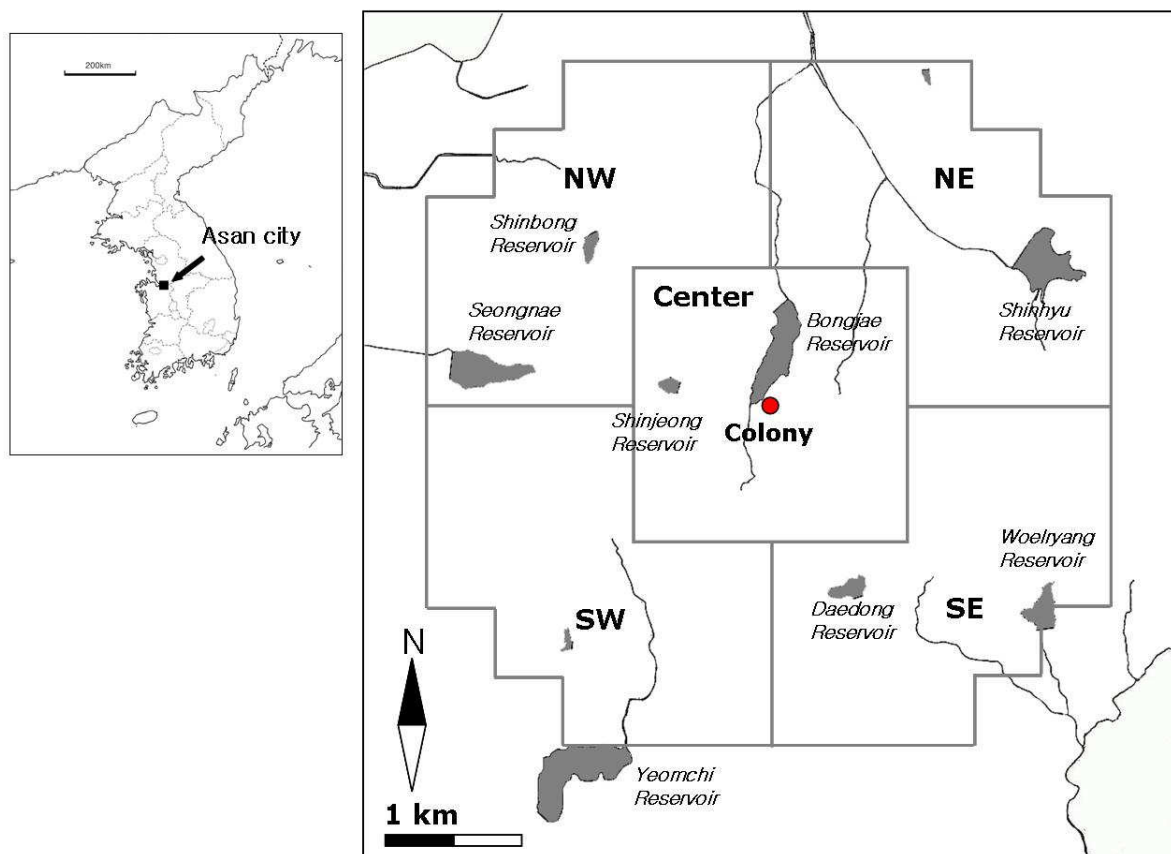 200km
Asan city
NW
NE
Shinbong
Reservoir
Center
Seongnae
Reservoir
Bongjae
Reservoir
Shinhyu
Reservoir
Shinjeong
Reservoir
Colony
Woelryang
Reservoir
SW
Daedong
Reservoir
SE
N
Yeomchi
Reservoir
1 km